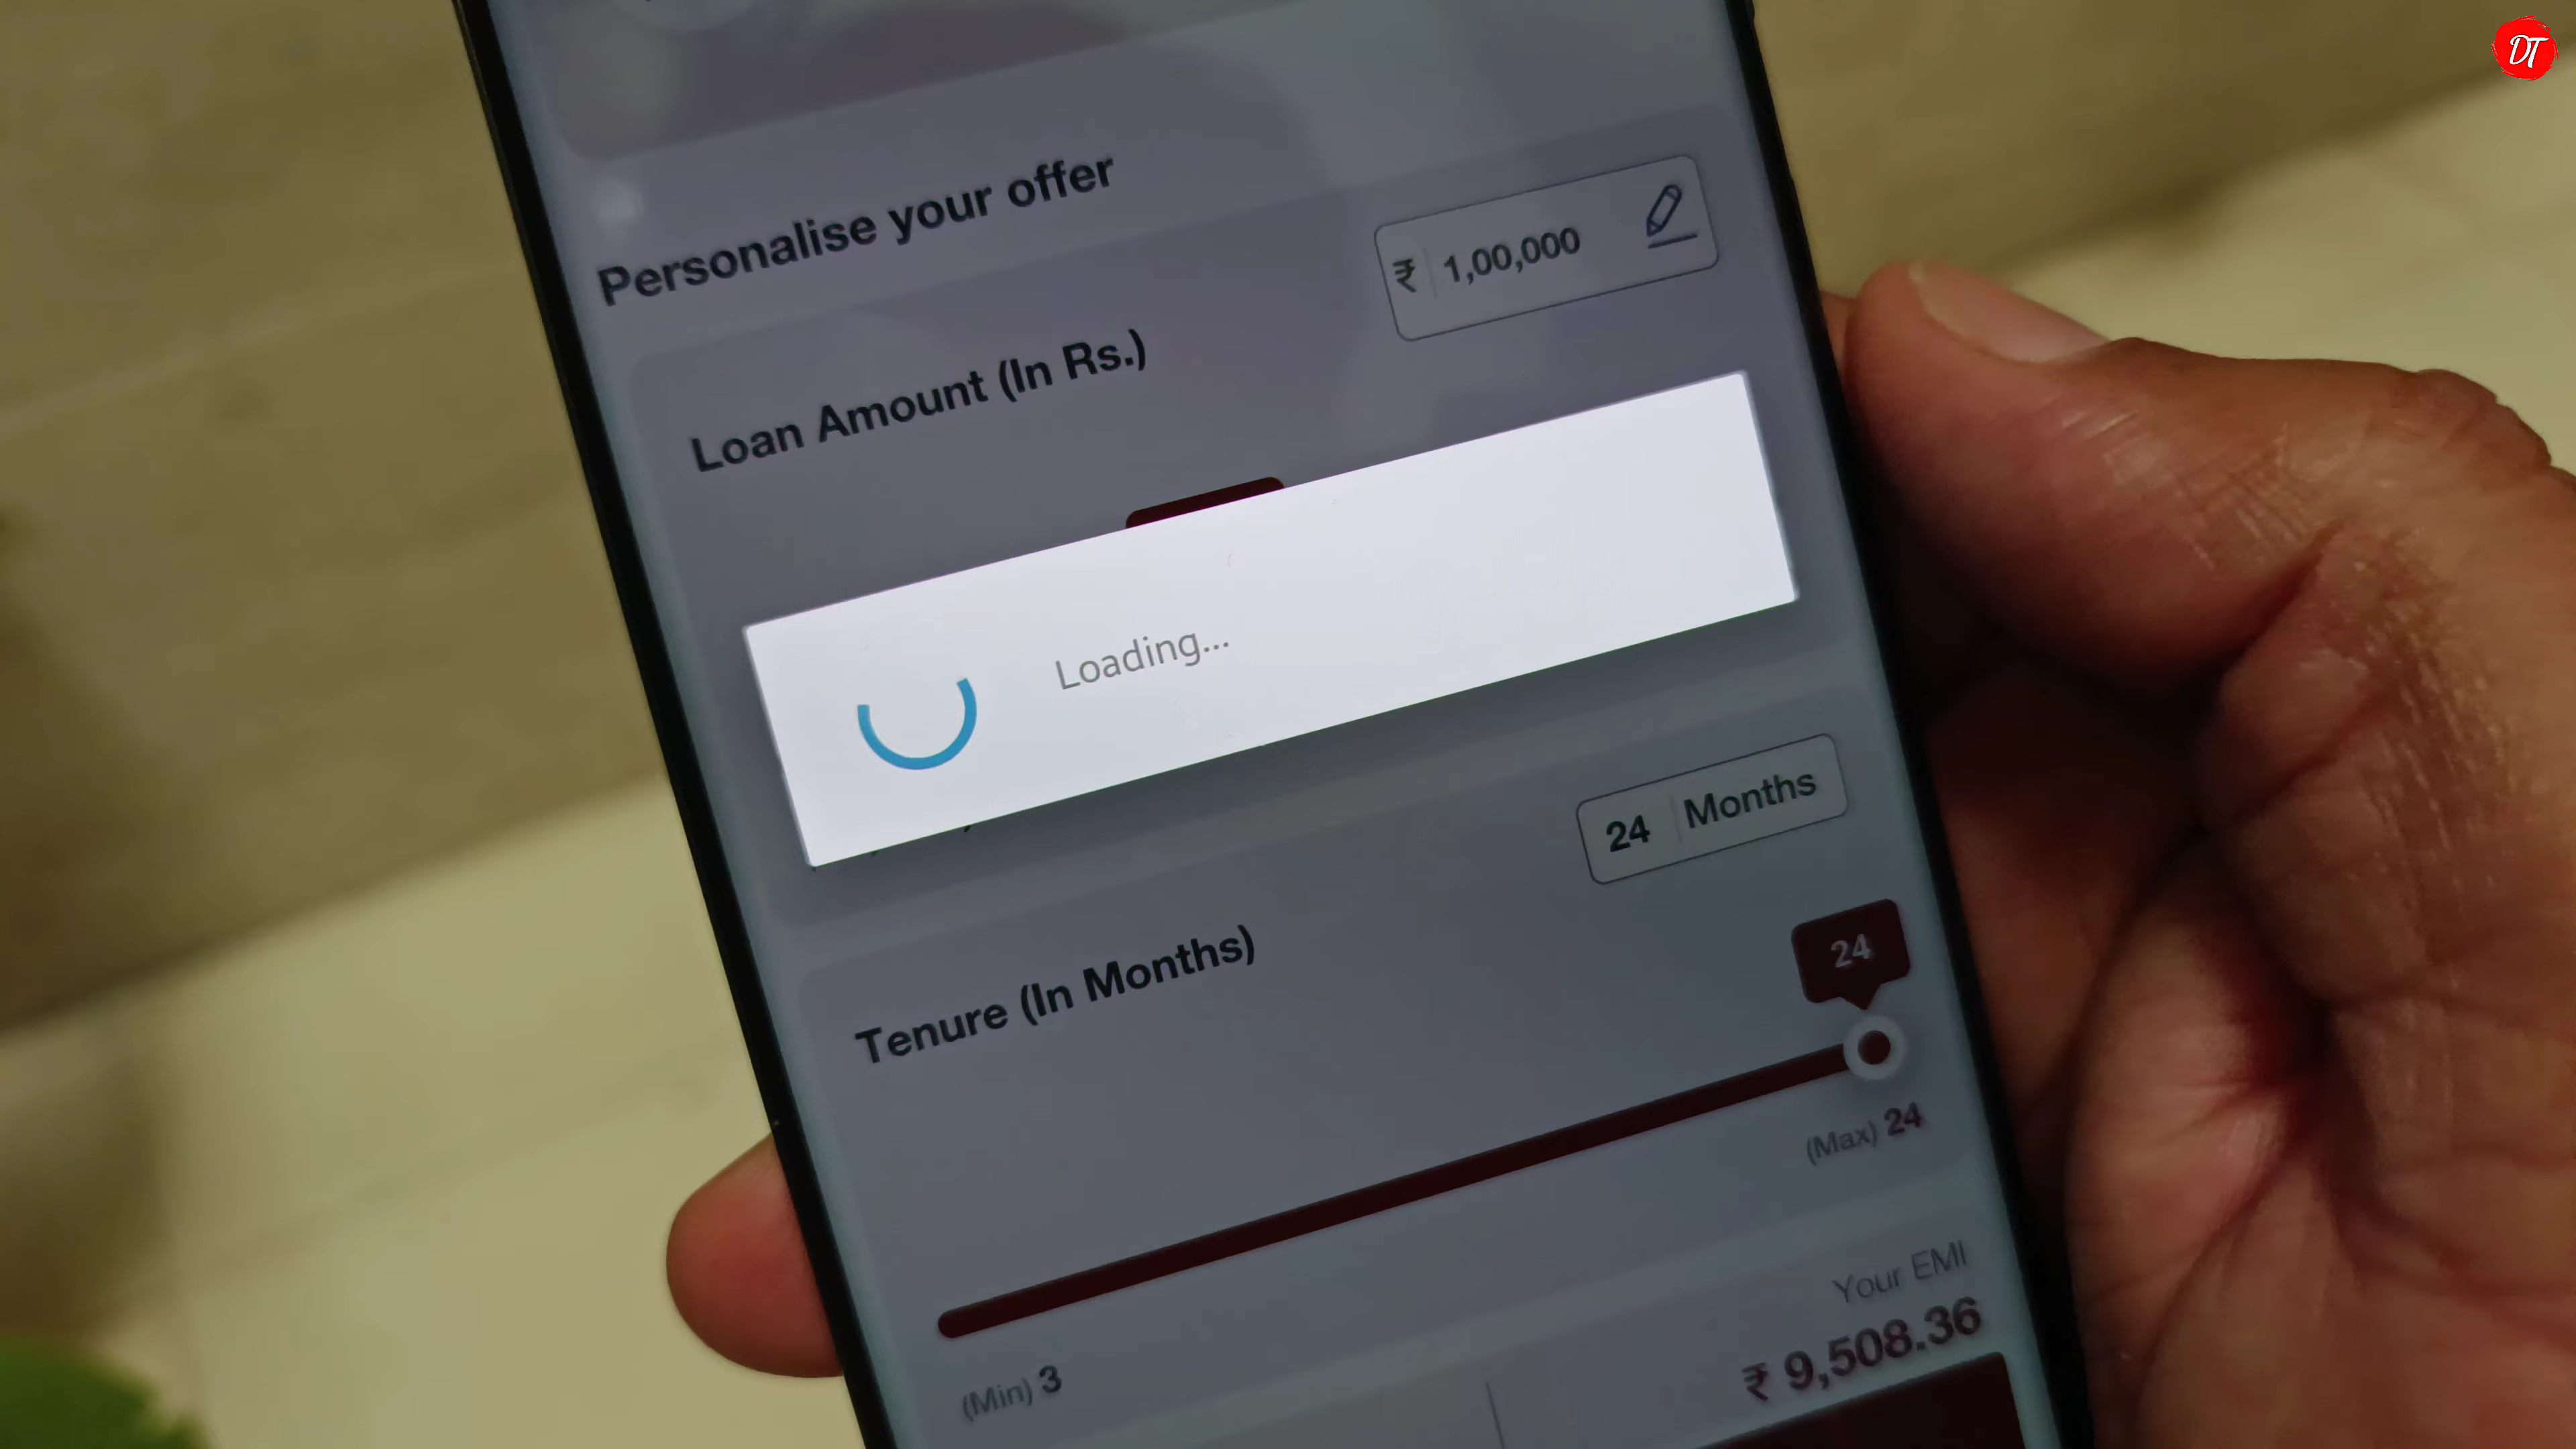 DT
Personalise your offer
₹ 1,00,000
Loan Amount (In Rs.)
Loading...
24 Months
Tenure (In Months)
24
(Max) 24
(Min) 3
Your EMI
₹ 9,508.36